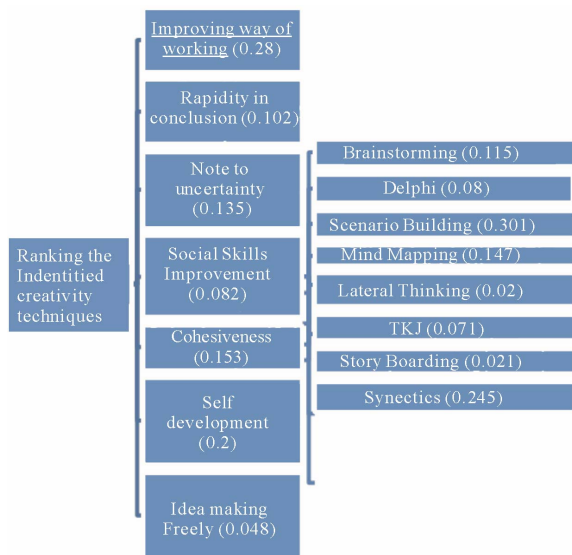 Ranking the
Indentitied
creativity
techniques
Improving way of
working (0.28)
Rapidity in
conclusion (0.102)
Note to
uncertainty
(0.135)
Social Skills
Improvement
(0.082)
Cohesiveness
(0.153)
Self
development
(0.2)
Idea making
Freely (0.048)
Brainstorming (0.115)
Delphi (0.08)
Scenario Building (0.301)
Mind Mapping (0.147)
Lateral Thinking (0.02)
TKJ (0.071)
Story Boarding (0.021)
Synectics (0.245)